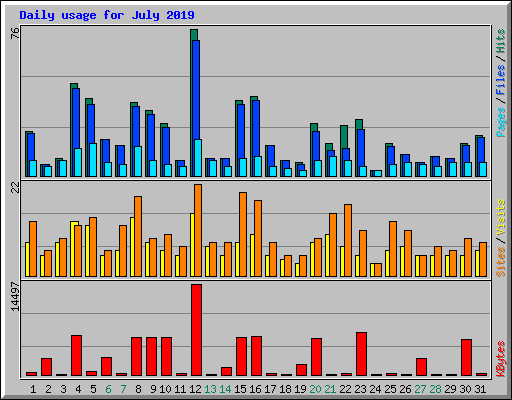 Daily usage for July 2019
76
Pages / Files / Hits
22
Sites / Visits
14497
KBytes
1 2 3 4 5 6 7 8 9 10 11 12 13 14 15 16 17 18 19 20 21 22 23 24 25 26 27 28 29 30 31